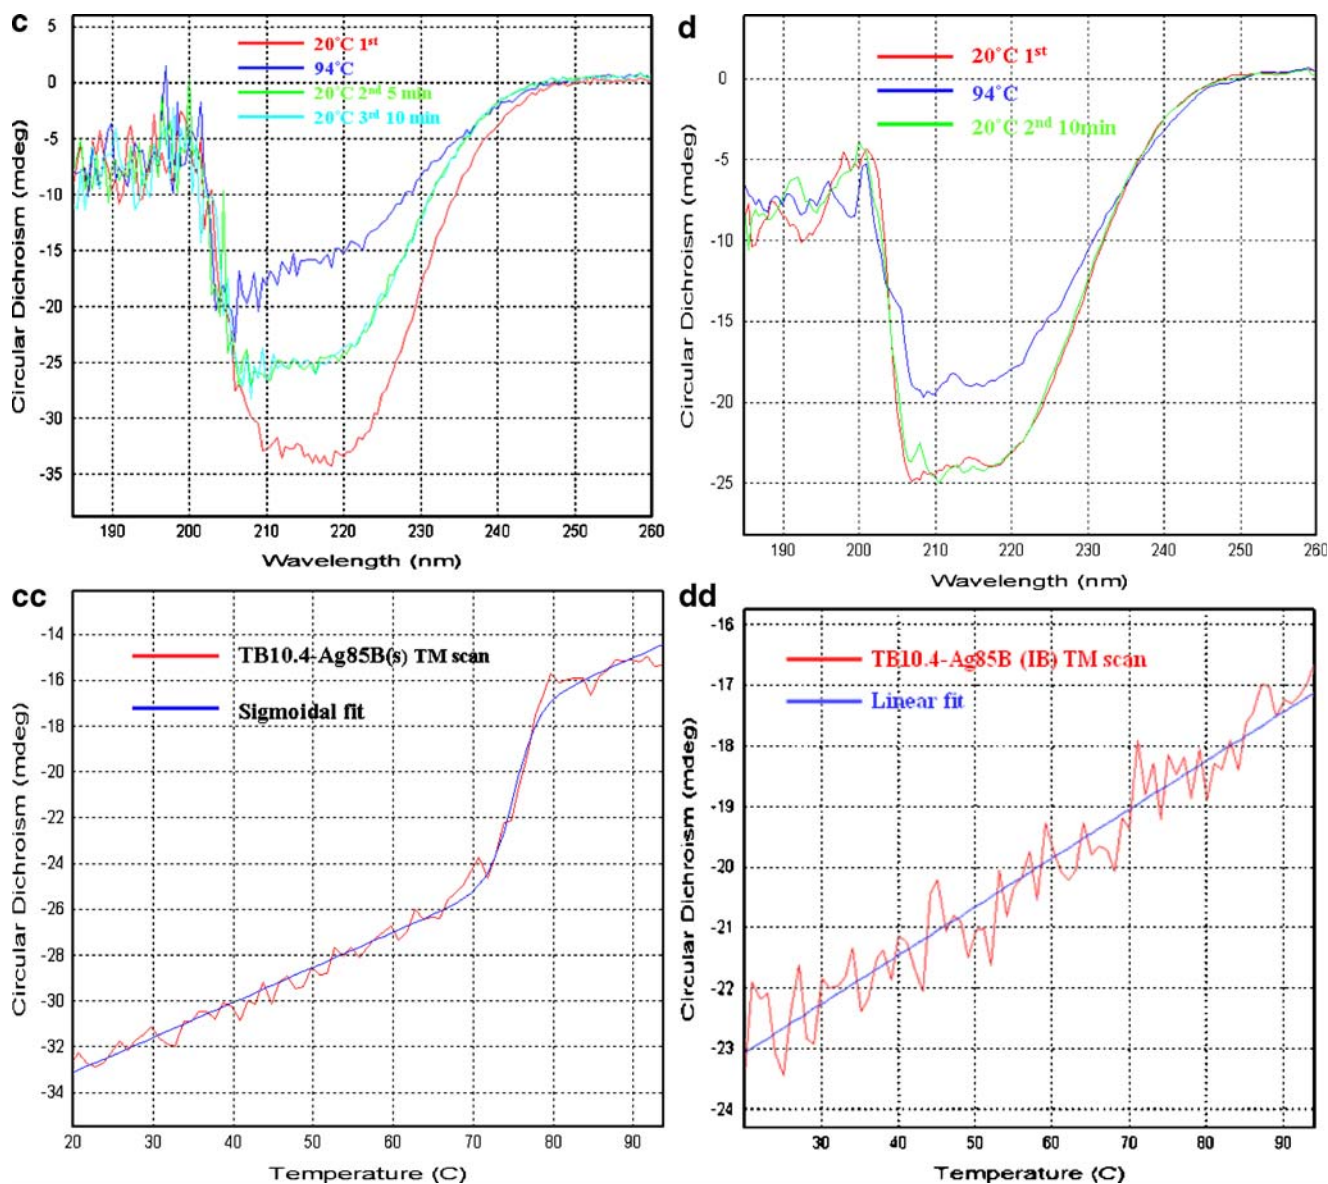 c
5
0
-5
-10
-15
-20
-25
-30
-35
Circular Dichroism (mdeg)
20°C 1st
94°C
20°C 2nd 5 min
20°C 3rd 10 min
190 200 210 220 230 240 250 260
Wavelength (nm)
d
0
-5
-10
-15
-20
-25
Circular Dichroism (mdeg)
20°C 1st
94°C
20°C 2nd 10min
190 200 210 220 230 240 250 260
Wavelength (nm)
cc
-14
-16
-18
-20
-22
-24
-26
-28
-30
-32
-34
Circular Dichroism (mdeg)
TB10.4-Ag85B(s) TM scan
Sigmoidal fit
20 30 40 50 60 70 80 90
Temperature (C)
dd
-16
-17
-18
-19
-20
-21
-22
-23
-24
Circular Dichroism (mdeg)
TB10.4-Ag85B (IB) TM scan
Linear fit
30 40 50 60 70 80 90
Temperature (C)